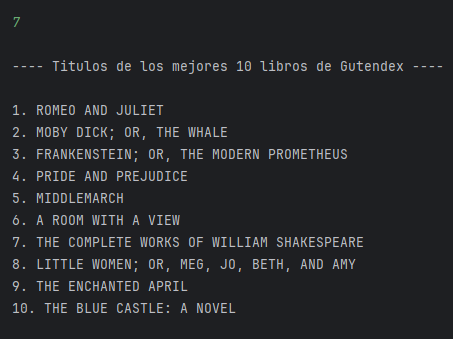 7
---- Titulos de los mejores 10 libros de Gutendex ----
1. ROMEO AND JULIET
2. MOBY DICK; OR, THE WHALE
3. FRANKENSTEIN; OR, THE MODERN PROMETHEUS
4. PRIDE AND PREJUDICE
5. MIDDLEMARCH
6. A ROOM WITH A VIEW
7. THE COMPLETE WORKS OF WILLIAM SHAKESPEARE
8. LITTLE WOMEN; OR, MEG, JO, BETH, AND AMY
9. THE ENCHANTED APRIL
10. THE BLUE CASTLE: A NOVEL